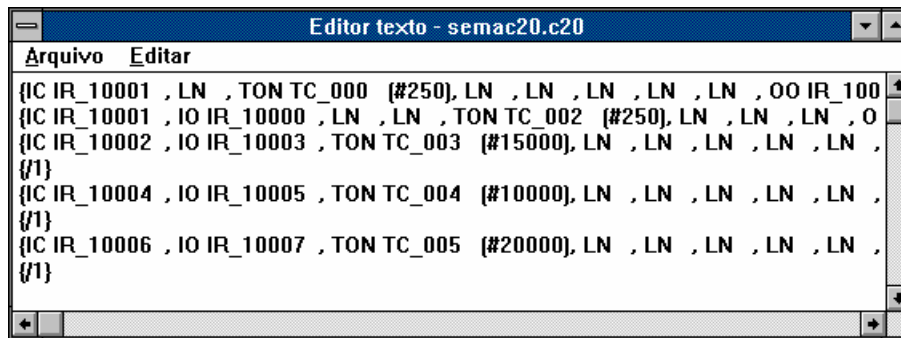 Editor texto - semac20.c20
Arquivo Editar
{IC IR_10001 , LN , TON TC_000 (#250), LN , LN , LN , LN , LN , OO IR_100
{IC IR_10001 , IO IR_10000 , LN , LN , TON TC_002 (#250), LN , LN , LN , O
{IC IR_10002 , IO IR_10003 , TON TC_003 (#15000), LN , LN , LN , LN , LN ,
{/1}
{IC IR_10004 , IO IR_10005 , TON TC_004 (#10000), LN , LN , LN , LN , LN ,
{/1}
{IC IR_10006 , IO IR_10007 , TON TC_005 (#20000), LN , LN , LN , LN , LN ,
{/1}